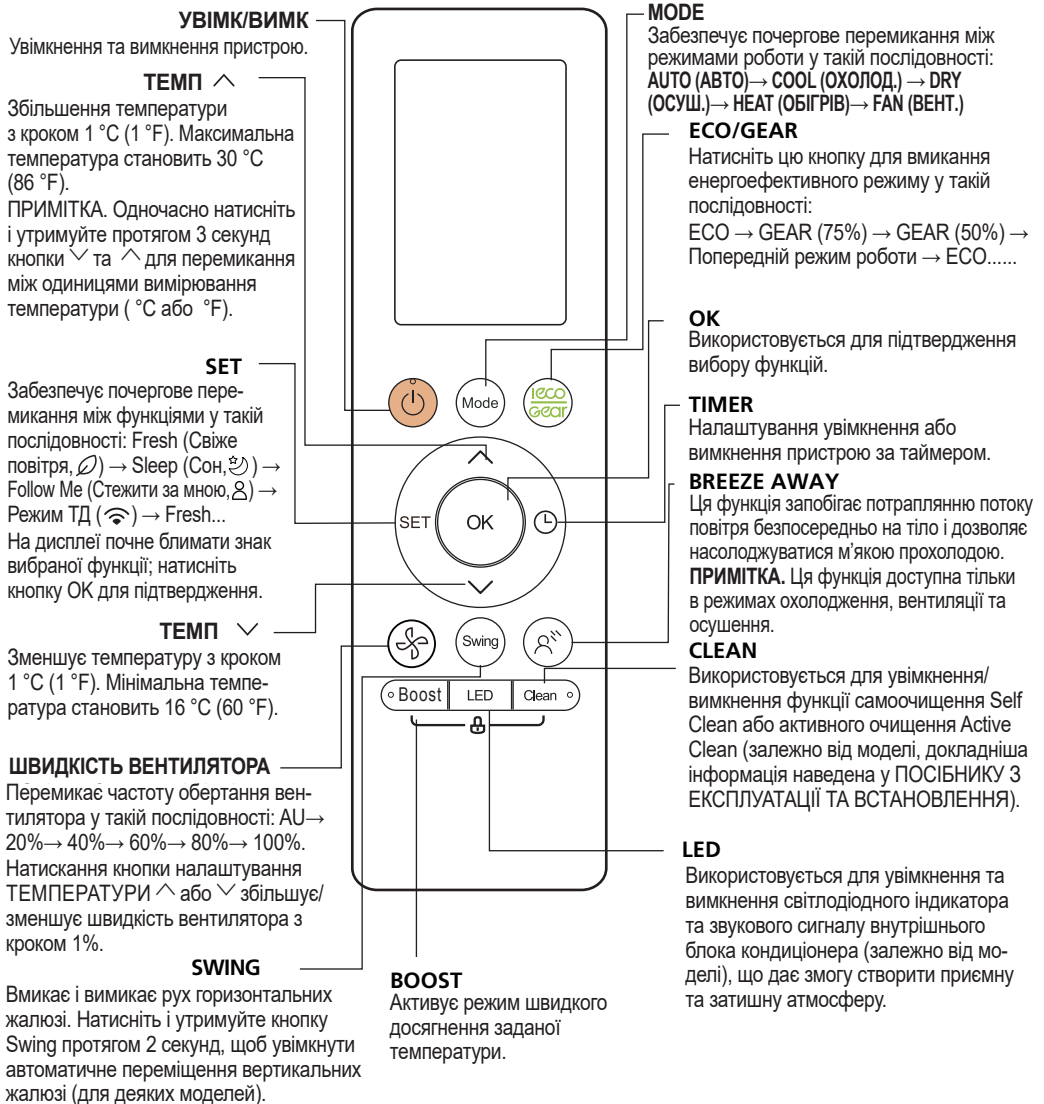 УВІМК/ВИМК
Увімкнення та вимкнення пристрою.
ТЕМП ^
Збільшення температури
з кроком 1 °C (1 °F). Максимальна
температура становить 30 °C
(86 °F).
ПРИМІТКА. Одночасно натисніть
і утримуйте протягом 3 секунд
кнопки ∨ та ^ для перемикання
між одиницями вимірювання
температури ( °C або °F).
SET
Забезпечує почергове пере-
микання між функціями у такій
послідовності: Fresh (Свіже
повітря, ) → Sleep (Сон, ) →
Follow Me (Стежити за мною, ) →
Режим ТД ( ) → Fresh...
На дисплеї почне блимати знак
вибраної функції; натисніть
кнопку OK для підтвердження.
ТЕМП ∨
Зменшує температуру з кроком
1 °C (1 °F). Мінімальна темпе-
ратура становить 16 °C (60 °F).
ШВИДКІСТЬ ВЕНТИЛЯТОРА
Перемикає частоту обертання вен-
тилятора у такій послідовності: AU→
20%→ 40%→ 60%→ 80%→ 100%.
Натискання кнопки налаштування
ТЕМПЕРАТУРИ ^ або ∨ збільшує/
зменшує швидкість вентилятора з
кроком 1%.
SWING
Вмикає і вимикає рух горизонтальних
жалюзі. Натисніть і утримуйте кнопку
Swing протягом 2 секунд, щоб увімкнути
автоматичне переміщення вертикальних
жалюзі (для деяких моделей).
Mode
ieco
Gear
SET
OK
Swing
Boost
LED
Clean
BOOST
Активує режим швидкого
досягнення заданої
температури.
MODE
Забезпечує почергове перемикання між
режимами роботи у такій послідовності:
AUTO (АВТО)→ COOL (ОХОЛОД.) → DRY
(ОСУШ.)→ HEAT (ОБІГРІВ)→ FAN (ВЕНТ.)
ECO/GEAR
Натисніть цю кнопку для вмикання
енергоефективного режиму у такій
послідовності:
ECO → GEAR (75%) → GEAR (50%) →
Попередній режим роботи → ECO......
OK
Використовується для підтвердження
вибору функцій.
TIMER
Налаштування увімкнення або
вимкнення пристрою за таймером.
BREEZE AWAY
Ця функція запобігає потраплянню потоку
повітря безпосередньо на тіло і дозволяє
насолоджуватися м’якою прохолодою.
ПРИМІТКА. Ця функція доступна тільки
в режимах охолодження, вентиляції та
осушення.
CLEAN
Використовується для увімкнення/
вимкнення функції самоочищення Self
Clean або активного очищення Active
Clean (залежно від моделі, докладніша
інформація наведена у ПОСІБНИКУ З
ЕКСПЛУАТАЦІЇ ТА ВСТАНОВЛЕННЯ).
LED
Використовується для увімкнення та
вимкнення світлодіодного індикатора
та звукового сигналу внутрішнього
блока кондиціонера (залежно від мо-
делі), що дає змогу створити приємну
та затишну атмосферу.